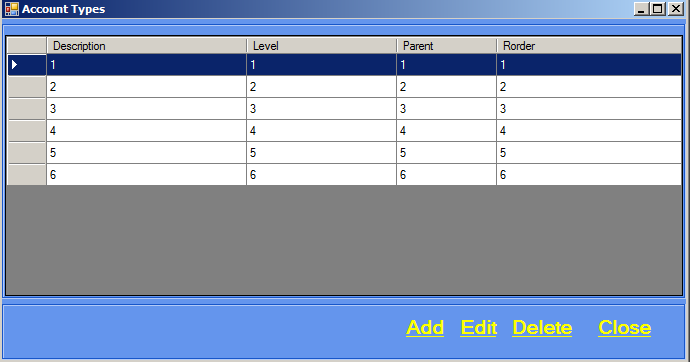 Account Types
Description Level Parent Rorder
1 1 1 1
2 2 2 2
3 3 3 3
4 4 4 4
5 5 5 5
6 6 6 6
Add Edit Delete Close